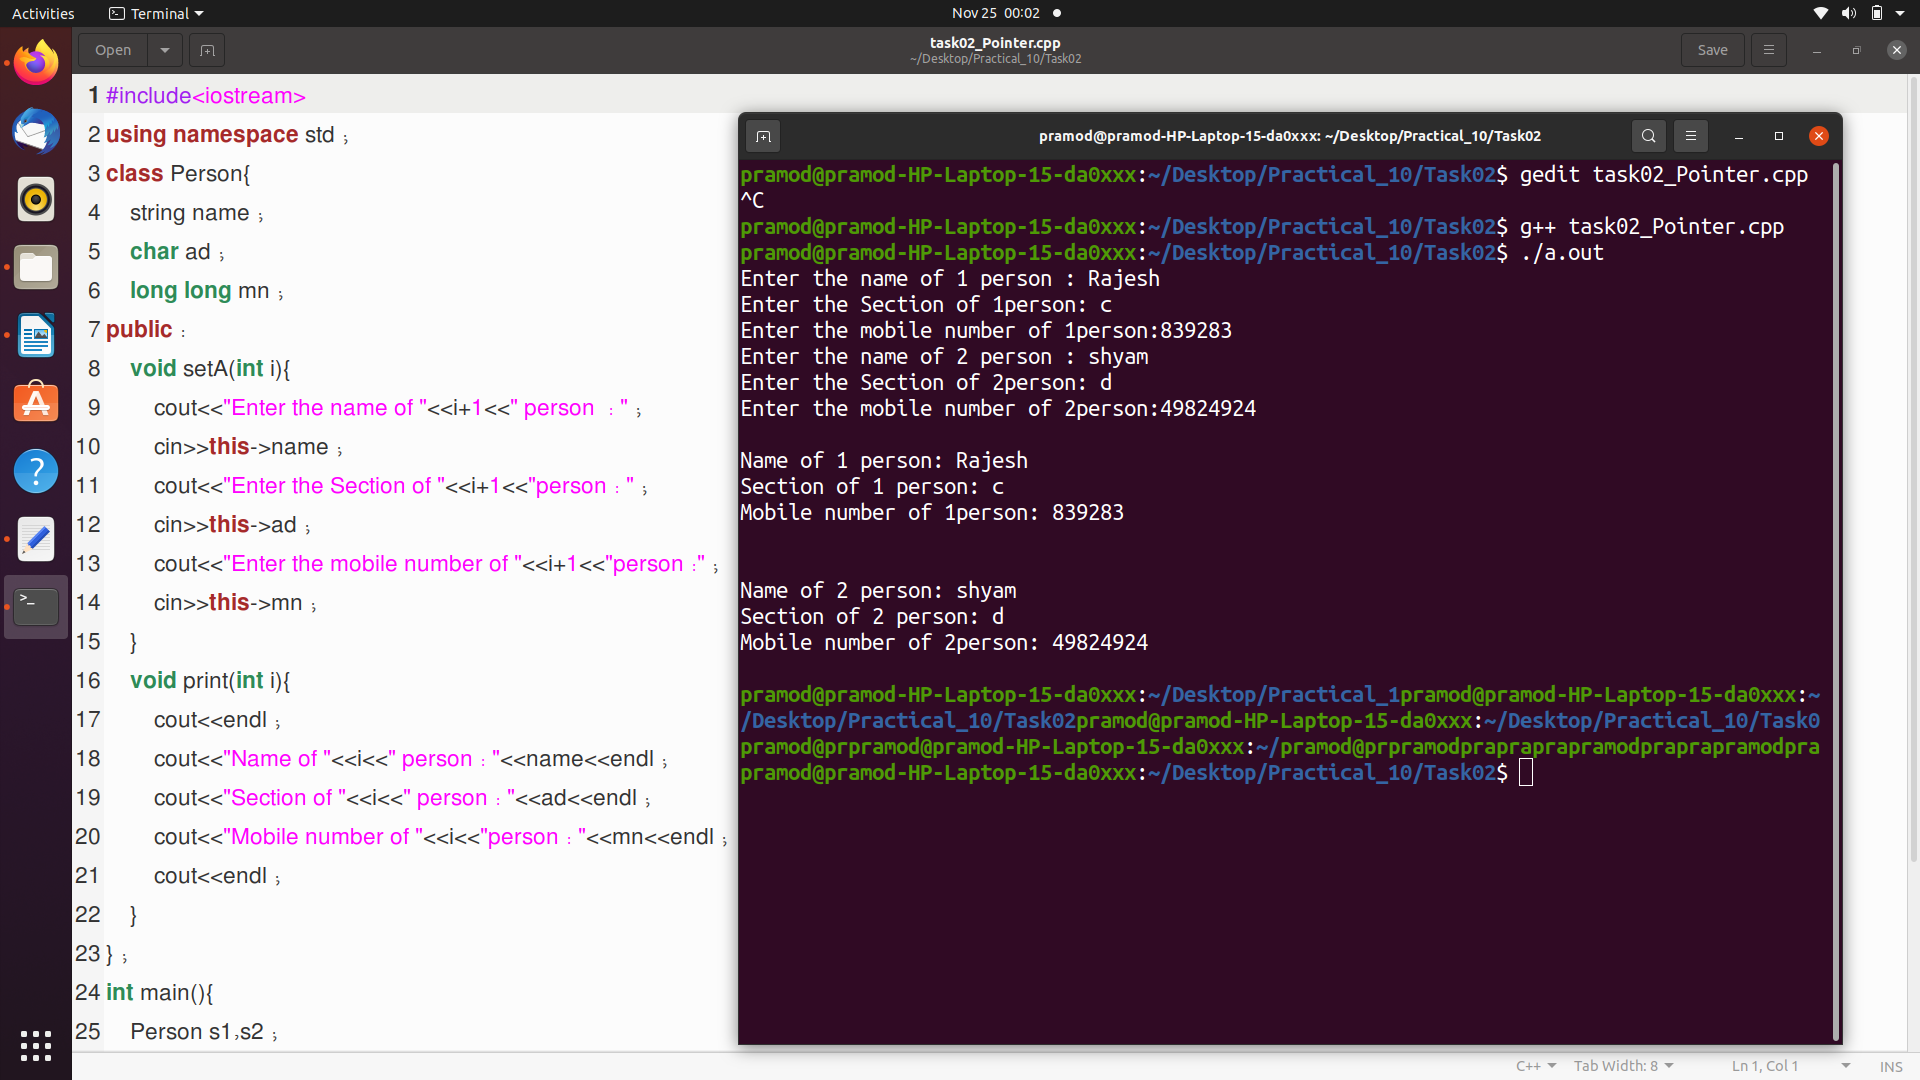 Activities
Terminal
Nov 25 00:02
Open
task02_Pointer.cpp
~/Desktop/Practical_10/Task02
Save
1 #include<iostream>
2 using namespace std ;
3 class Person{
4 string name ;
5 char ad ;
6 long long mn ;
7 public :
8 void setA(int i){
9 cout<<"Enter the name of "<<i+1<<" person  : " ;
10 cin>>this->name ;
11 cout<<"Enter the Section of "<<i+1<<"person : " ;
12 cin>>this->ad ;
13 cout<<"Enter the mobile number of "<<i+1<<"person :" ;
14 cin>>this->mn ;
15 }
16 void print(int i){
17 cout<<endl ;
18 cout<<"Name of "<<i<<" person : "<<name<<endl ;
19 cout<<"Section of "<<i<<" person : "<<ad<<endl ;
20 cout<<"Mobile number of "<<i<<"person : "<<mn<<endl ;
21 cout<<endl ;
22 }
23 } ;
24 int main(){
25 Person s1,s2 ;
pramod@pramod-HP-Laptop-15-da0xxx: ~/Desktop/Practical_10/Task02
pramod@pramod-HP-Laptop-15-da0xxx:~/Desktop/Practical_10/Task02$ gedit task02_Pointer.cpp
^C
pramod@pramod-HP-Laptop-15-da0xxx:~/Desktop/Practical_10/Task02$ g++ task02_Pointer.cpp
pramod@pramod-HP-Laptop-15-da0xxx:~/Desktop/Practical_10/Task02$ ./a.out
Enter the name of 1 person : Rajesh
Enter the Section of 1person: c
Enter the mobile number of 1person:839283
Enter the name of 2 person : shyam
Enter the Section of 2person: d
Enter the mobile number of 2person:49824924
Name of 1 person: Rajesh
Section of 1 person: c
Mobile number of 1person: 839283
Name of 2 person: shyam
Section of 2 person: d
Mobile number of 2person: 49824924
pramod@pramod-HP-Laptop-15-da0xxx:~/Desktop/Practical_1pramod@pramod-HP-Laptop-15-da0xxx:~
/Desktop/Practical_10/Task02pramod@pramod-HP-Laptop-15-da0xxx:~/Desktop/Practical_10/Task0
pramod@prpramod@pramod-HP-Laptop-15-da0xxx:~/pramod@prpramodprapraprapramodpraprapramodpra
pramod@pramod-HP-Laptop-15-da0xxx:~/Desktop/Practical_10/Task02$
C++
Tab Width: 8
Ln 1, Col 1
INS